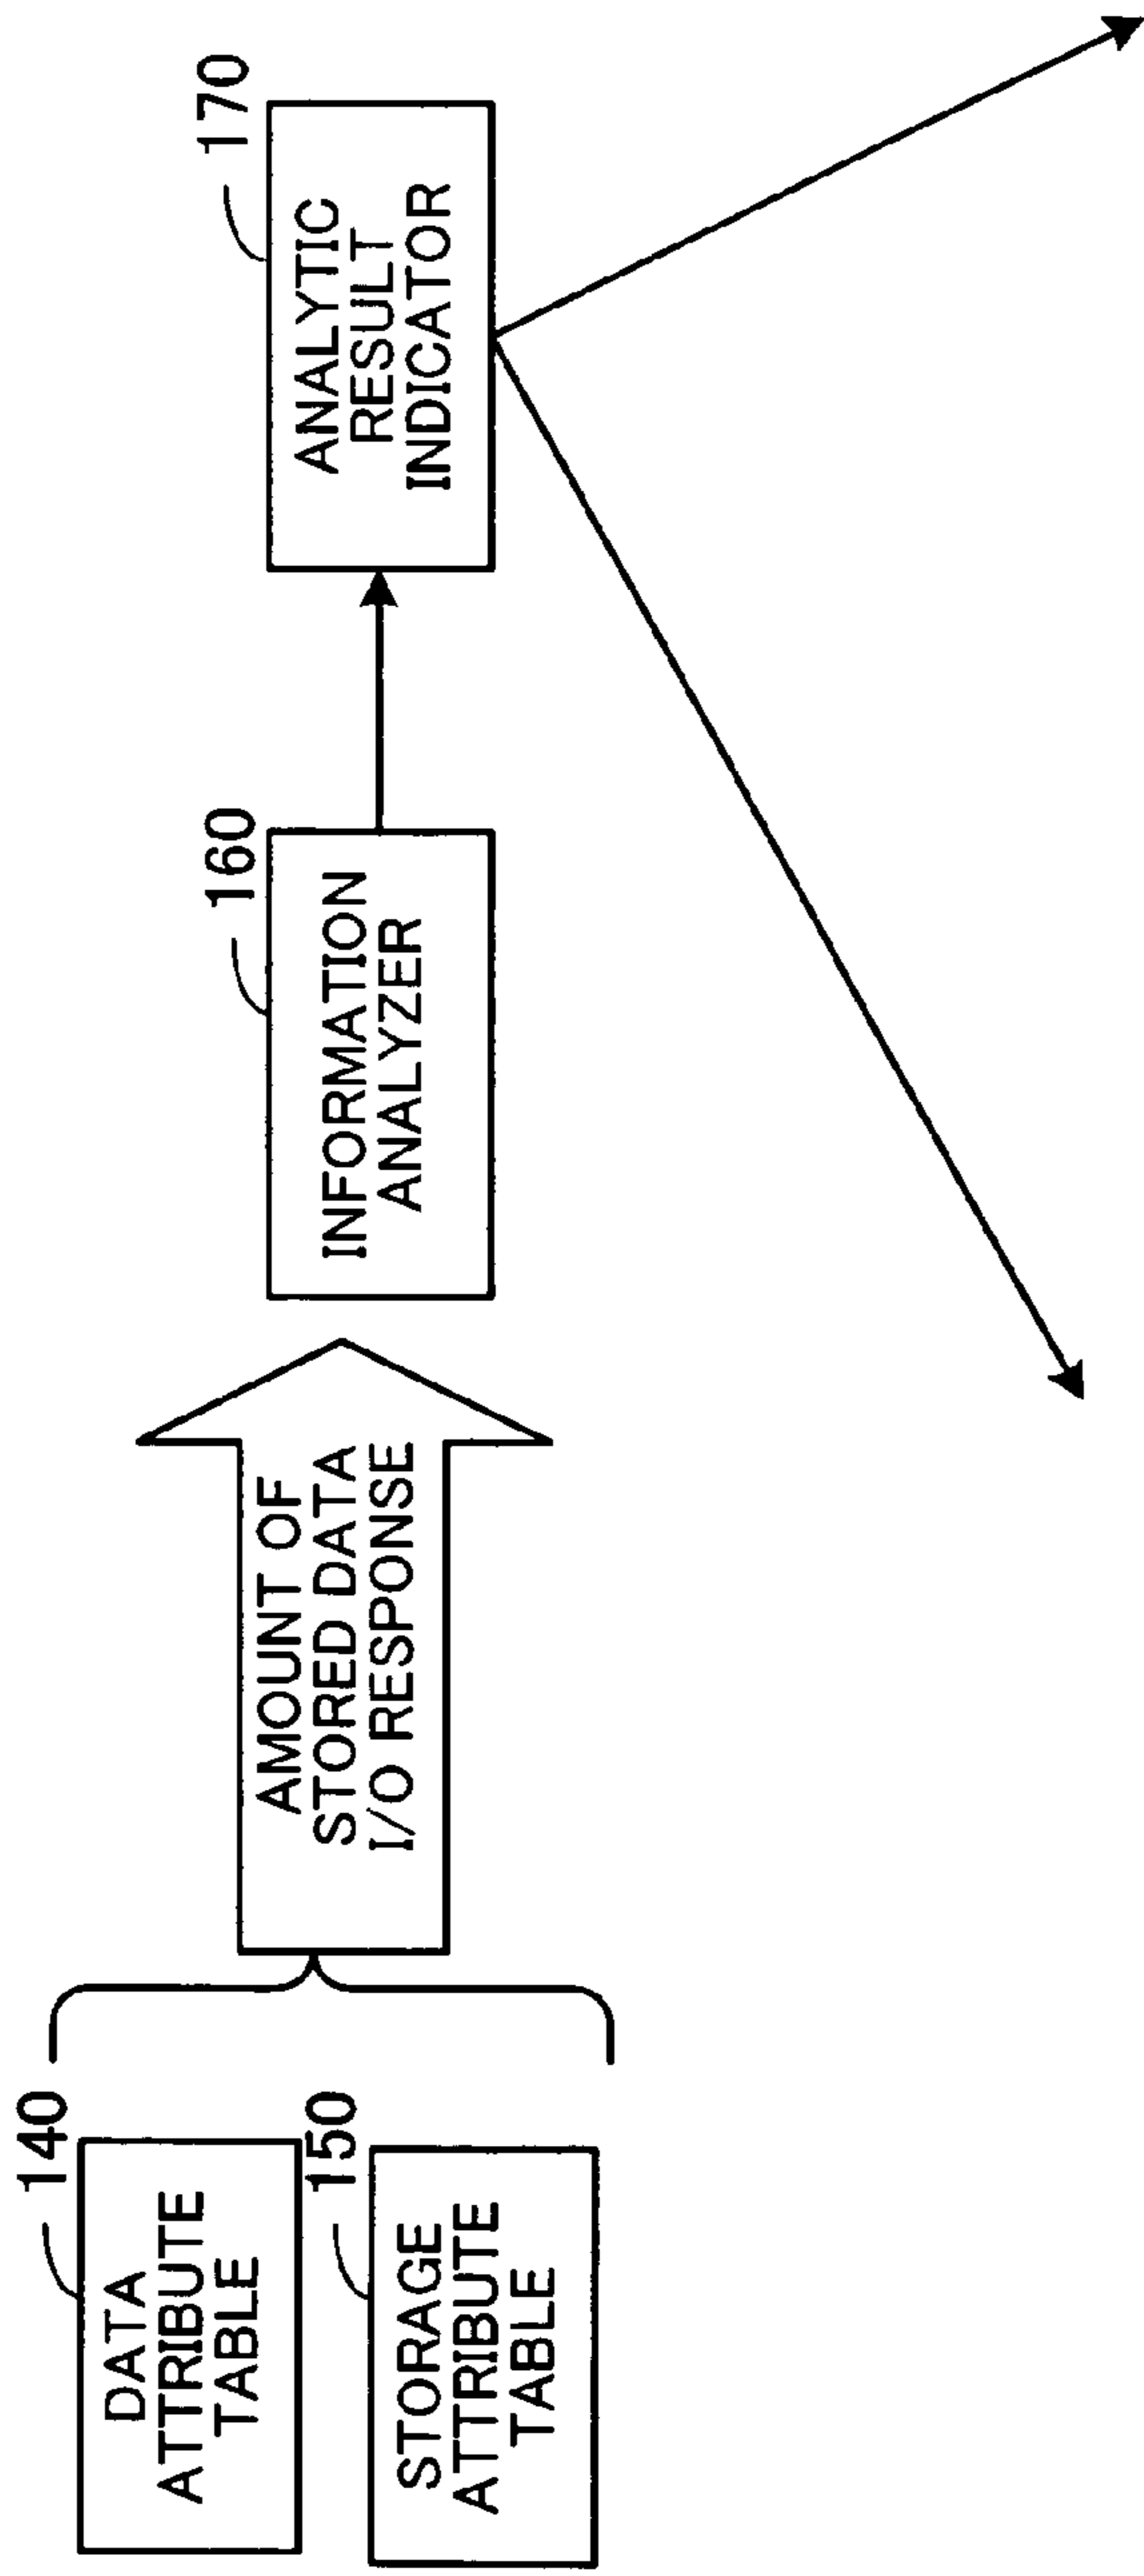 140
DATA
ATTRIBUTE
TABLE
150
STORAGE
ATTRIBUTE
TABLE
AMOUNT OF
STORED DATA
I/O RESPONSE
160
INFORMATION
ANALYZER
170
ANALYTIC
RESULT
INDICATOR